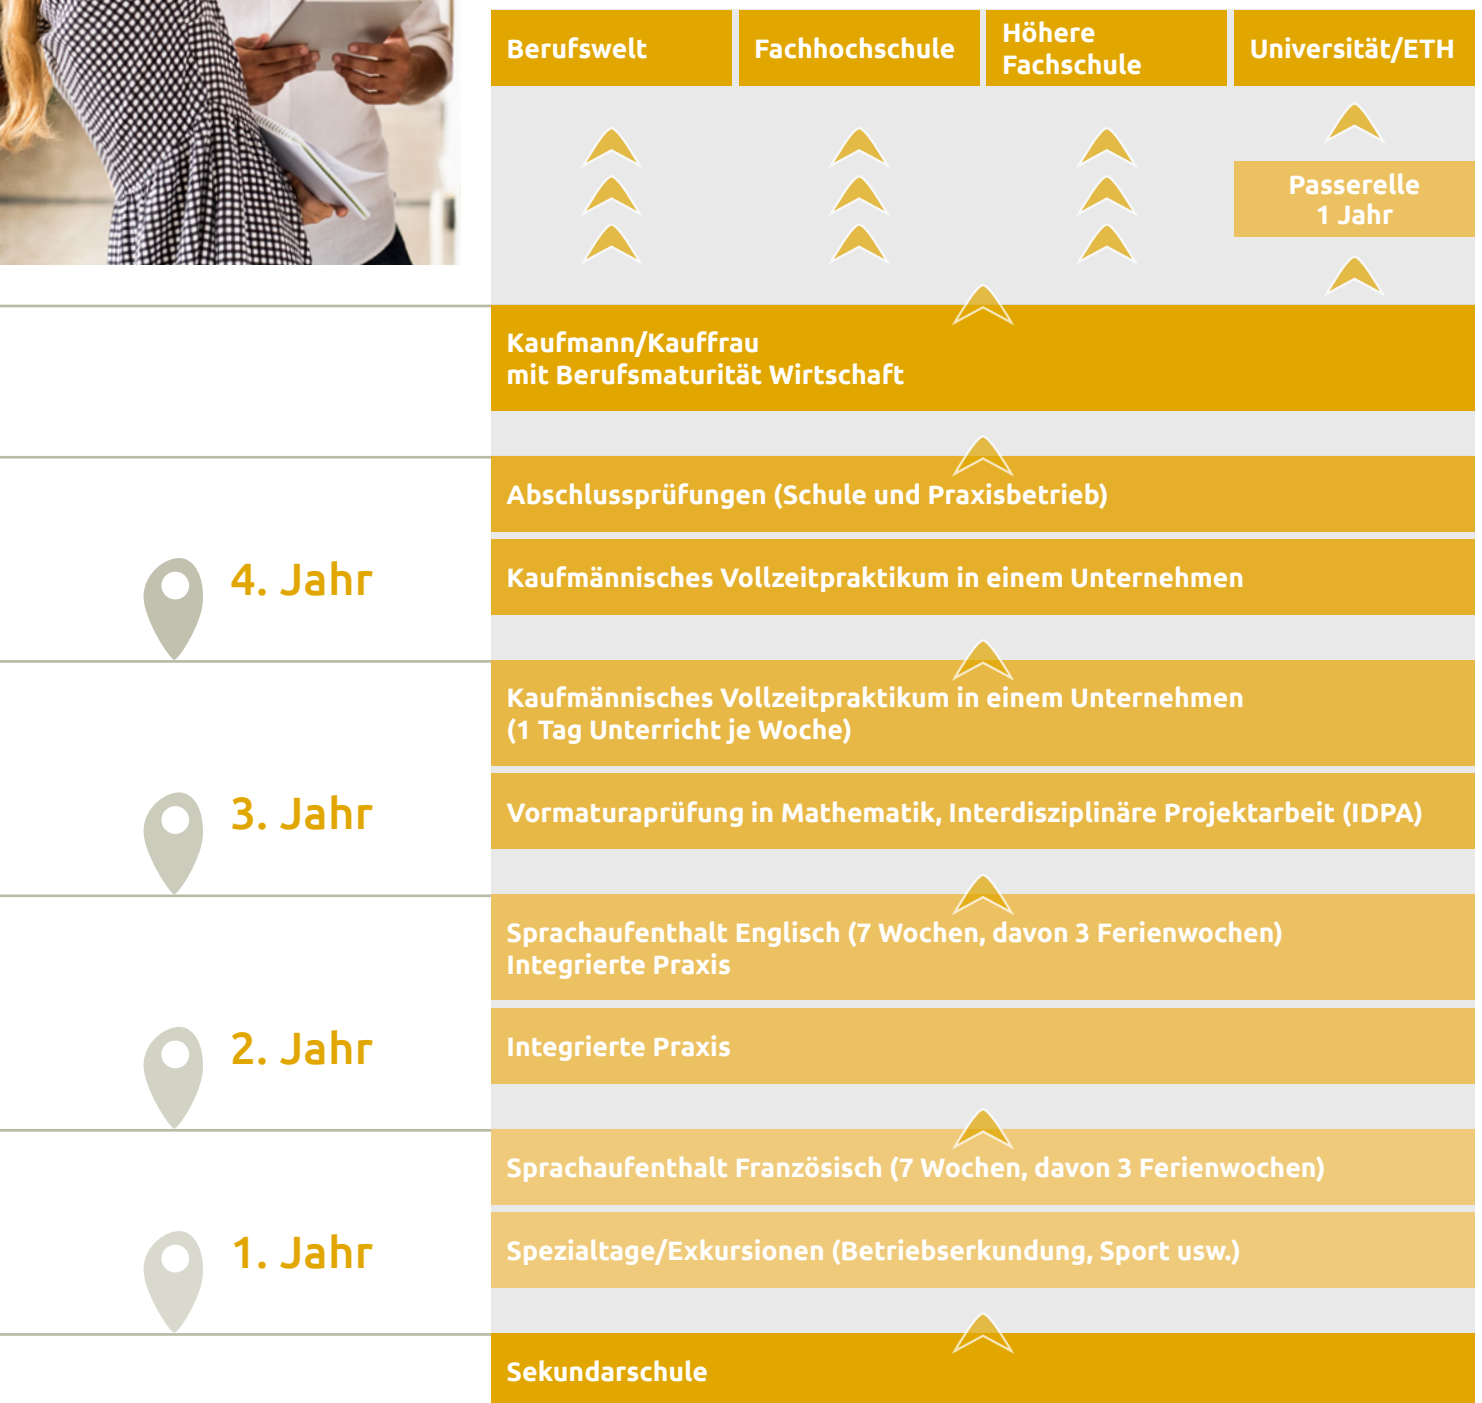 Berufswelt
Fachhochschule
Höhere
Fachschule
Universität/ETH
Passerelle
1 Jahr
Kaufmann/Kauffrau
mit Berufsmaturität Wirtschaft
Abschlussprüfungen (Schule und Praxisbetrieb)
4. Jahr
Kaufmännisches Vollzeitpraktikum in einem Unternehmen
Kaufmännisches Vollzeitpraktikum in einem Unternehmen
(1 Tag Unterricht je Woche)
3. Jahr
Vormaturaprüfung in Mathematik, Interdisziplinäre Projektarbeit (IDPA)
Sprachaufenthalt Englisch (7 Wochen, davon 3 Ferienwochen)
Integrierte Praxis
2. Jahr
Integrierte Praxis
Sprachaufenthalt Französisch (7 Wochen, davon 3 Ferienwochen)
1. Jahr
Spezialtage/Exkursionen (Betriebserkundung, Sport usw.)
Sekundarschule